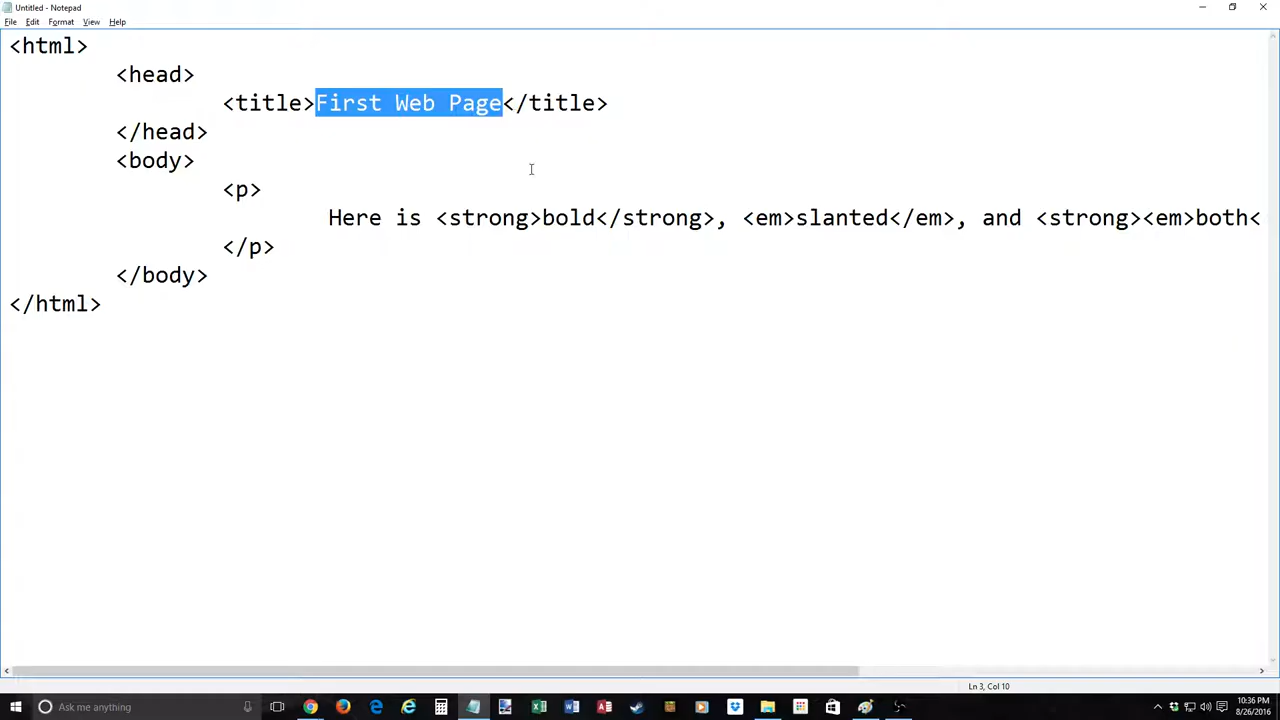 Untitled - Notepad
File Edit Format View Help
<html>
<head>
<title>First Web Page</title>
</head>
<body>
<p>
Here is <strong>bold</strong>, <em>slanted</em>, and <strong><em>both<
</p>
</body>
</html>
Ln 3, Col 10
Ask me anything
10:36 PM
8/26/2016